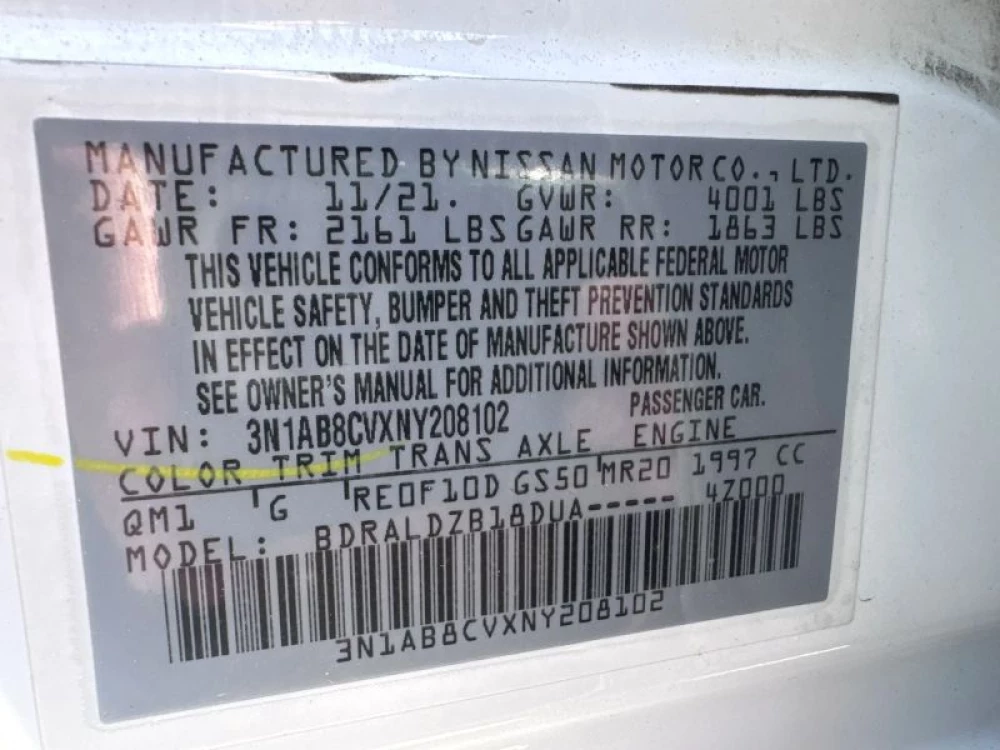 MANUFACTURED BY NISSAN MOTOR CO., LTD.
DATE: 11/21. GVWR: 4001 LBS
GAWR FR: 2161 LBS GAWR RR: 1863 LBS
THIS VEHICLE CONFORMS TO ALL APPLICABLE FEDERAL MOTOR
VEHICLE SAFETY, BUMPER AND THEFT PREVENTION STANDARDS
IN EFFECT ON THE DATE OF MANUFACTURE SHOWN ABOVE.
SEE OWNER'S MANUAL FOR ADDITIONAL INFORMATION.
VIN: 3N1AB8CVXNY208102 PASSENGER CAR.
COLOR TRIM TRANS AXLE ENGINE
QM1 G RE0F10D GS50 MR20 1997 CC
MODEL: BDRALDZB18DUA----- 4Z000
3N1AB8CVXNY208102